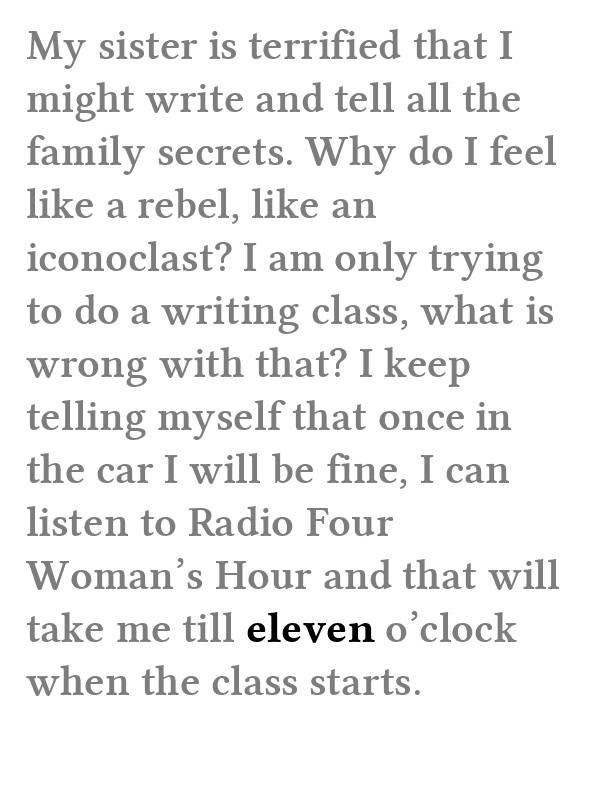 My sister is terrified that I
might write and tell all the
family secrets. Why do I feel
like a rebel, like an
iconoclast? I am only trying
to do a writing class, what is
wrong with that? I keep
telling myself that once in
the car I will be fine, I can
listen to Radio Four
Woman’s Hour and that will
take me till eleven o’clock
when the class starts.